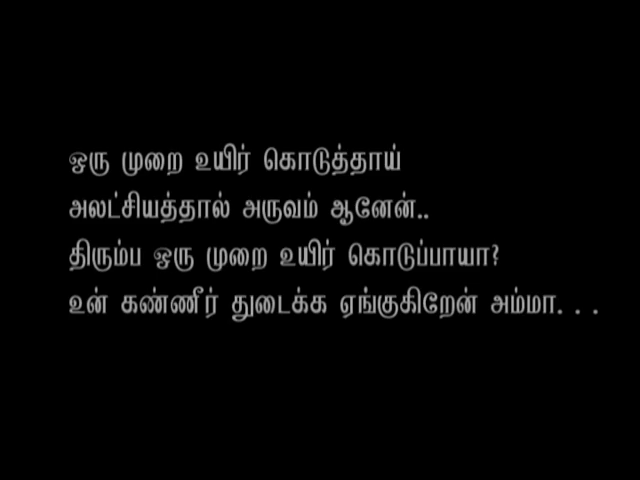 ஒரு முறை உயிர் கொடுத்தாய்
அலட்சியத்தால் அருவம் ஆனேன்..
திரும்ப ஒரு முறை உயிர் கொடுப்பாயா?
உன் கண்ணீர் துடைக்க ஏங்குகிறேன் அம்மா. . .